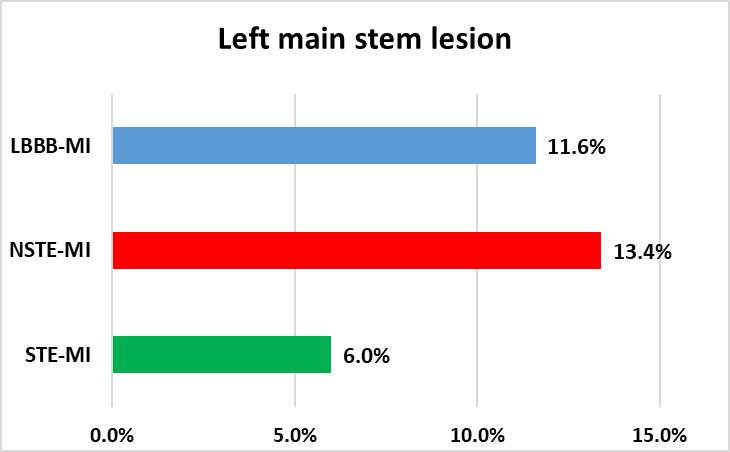 Left main stem lesion
LBBB-MI
11.6%
NSTE-MI
13.4%
STE-MI
6.0%
0.0% 5.0% 10.0% 15.0%